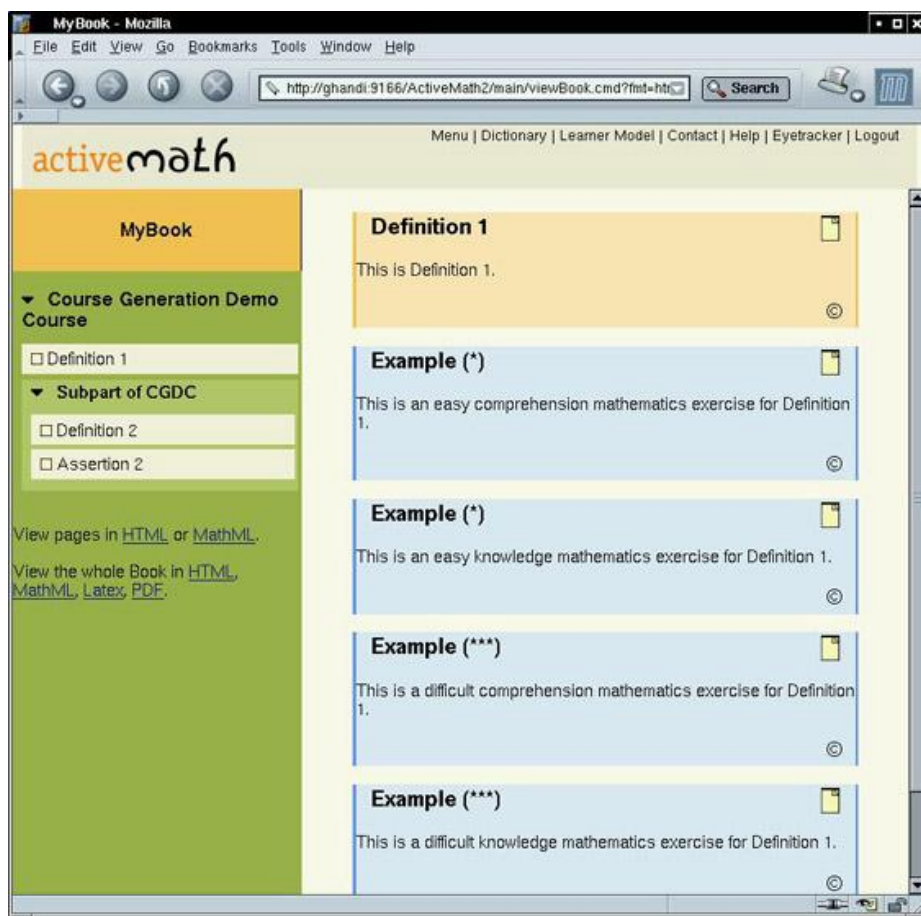 MyBook - Mozilla
File Edit View Go Bookmarks Tools Window Help
http://ghandi:9166/ActiveMath2/main/viewBook.cmd?fmt=htm Search
Menu | Dictionary | Learner Model | Contact | Help | Eyetracker | Logout
activemath
MyBook
Course Generation Demo
Course
Definition 1
Subpart of CGDC
Definition 2
Assertion 2
View pages in HTML or MathML.
View the whole Book in HTML,
MathML, Latex, PDF.
Definition 1
This is Definition 1.
©
Example (*)
This is an easy comprehension mathematics exercise for Definition
1.
©
Example (*)
This is an easy knowledge mathematics exercise for Definition 1.
©
Example (***)
This is a difficult comprehension mathematics exercise for Definition
1.
©
Example (***)
This is a difficult knowledge mathematics exercise for Definition 1.
©